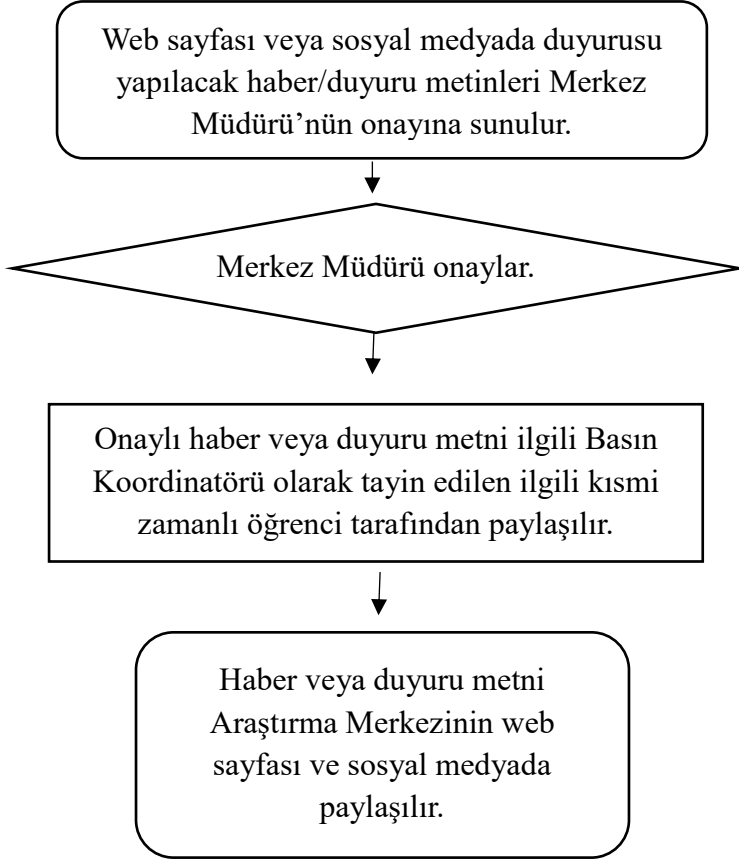 Web sayfası veya sosyal medyada duyurusu
yapılacak haber/duyuru metinleri Merkez
Müdürü’nün onayına sunulur.
Merkez Müdürü onaylar.
Onaylı haber veya duyuru metni ilgili Basın
Koordinatörü olarak tayin edilen ilgili kısmi
zamanlı öğrenci tarafından paylaşılır.
Haber veya duyuru metni
Araştırma Merkezinin web
sayfası ve sosyal medyada
paylaşılır.